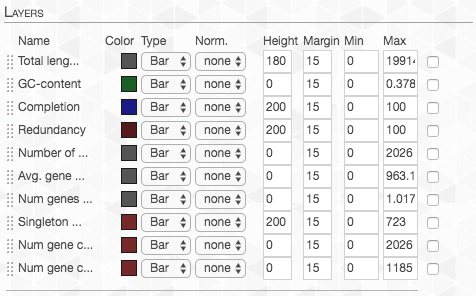 LAYERS
Name Color Type Norm. Height Margin Min Max
Total leng... Bar none 180 15 0 19914
GC-content Bar none 0 15 0 0.378
Completion Bar none 200 15 0 100
Redundancy Bar none 200 15 0 100
Number of ... Bar none 0 15 0 2026
Avg. gene ... Bar none 0 15 0 963.1
Num genes ... Bar none 0 15 0 1.017
Singleton ... Bar none 200 15 0 723
Num gene c... Bar none 0 15 0 2026
Num gene c... Bar none 0 15 0 1185